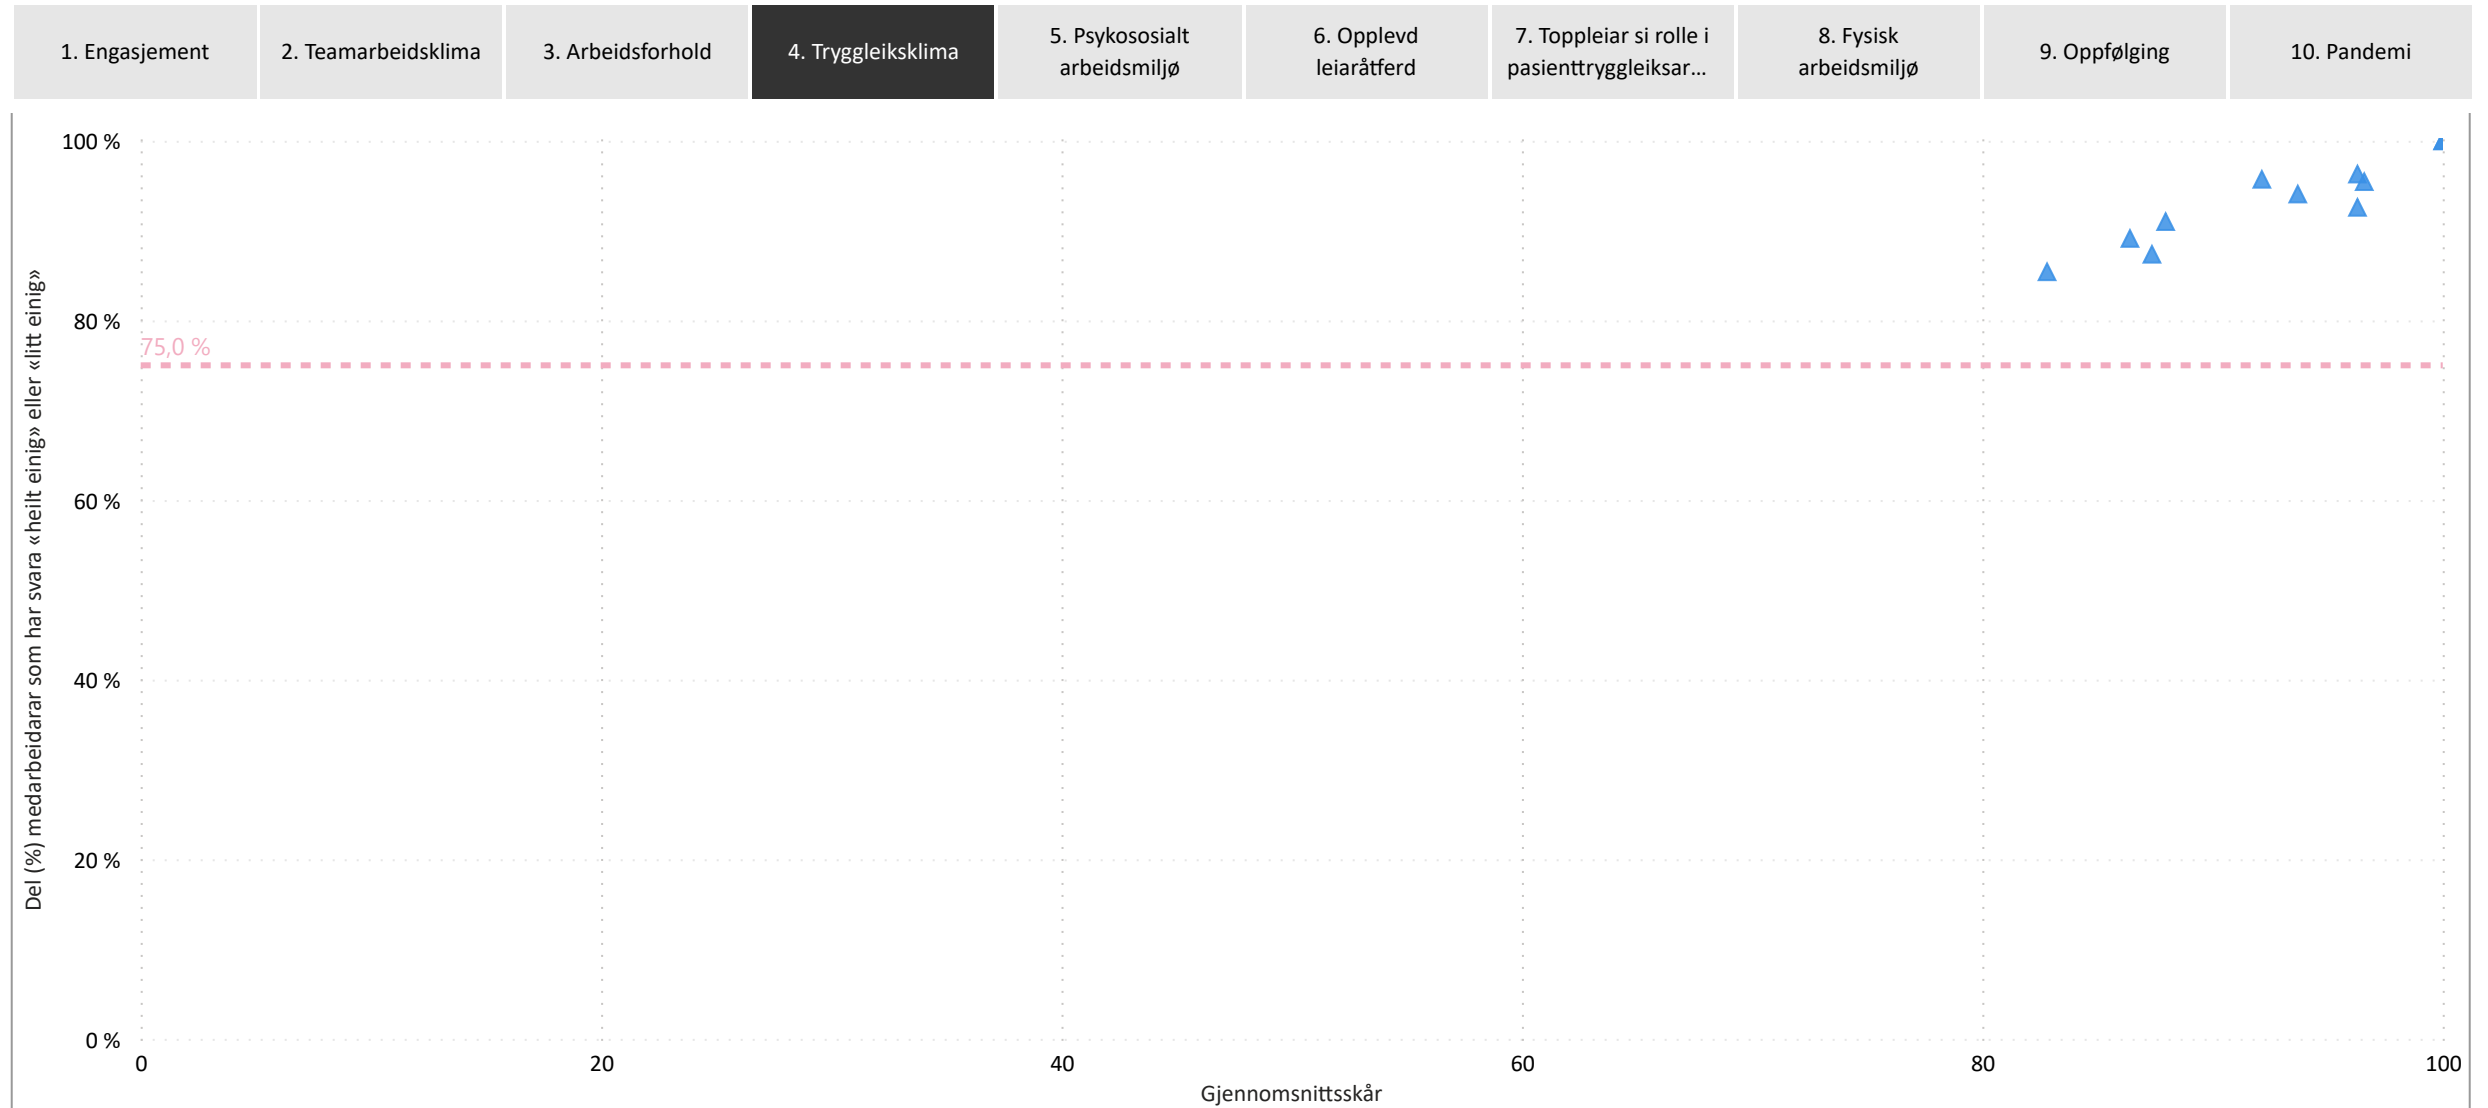 1. Engasjement
2. Teamarbeidsklima
3. Arbeidsforhold
4. Tryggleiksklima
5. Psykososialt
arbeidsmiljø
6. Opplevd
leiaråtferd
7. Toppleiar si rolle i
pasienttryggleiksar...
8. Fysisk
arbeidsmiljø
9. Oppfølging
10. Pandemi
Del (%) medarbeidarar som har svara «heilt einig» eller «litt einig»
100 %
80 %
75,0 %
60 %
40 %
20 %
0 %
0
20
40
60
80
100
Gjennomsnittsskår